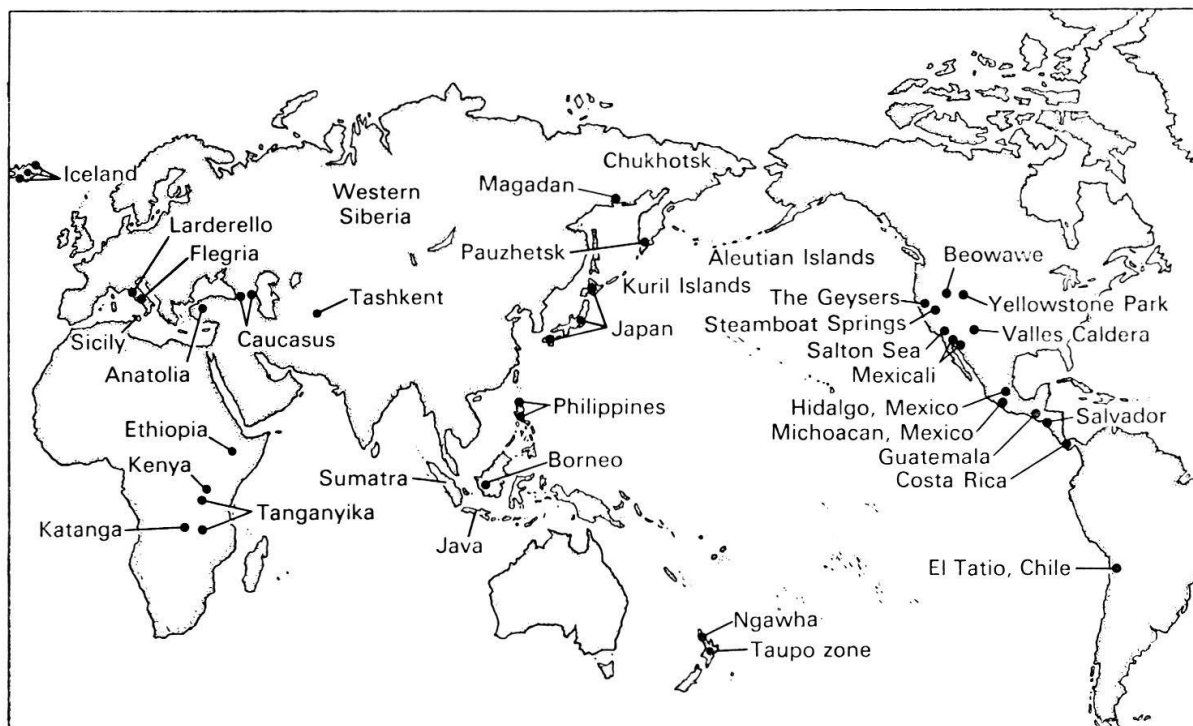 Chukhotsk
Iceland
Western
Siberia
Magadan
Larderello
Flegria
Pauzhetsk
Aleutian Islands
Beowawe
Tashkent
Kuril Islands
The Geysers
Yellowstone Park
Steamboat Springs
Japan
Valles Caldera
Sicily
Caucasus
Salton Sea
Anatolia
Mexicali
Philippines
Hidalgo, Mexico
Salvador
Ethiopia
Michoacan, Mexico
Guatemala
Kenya
Sumatra
Borneo
Costa Rica
Tanganyika
Katanga
Java
El Tatio, Chile
Ngawha
Taupo zone